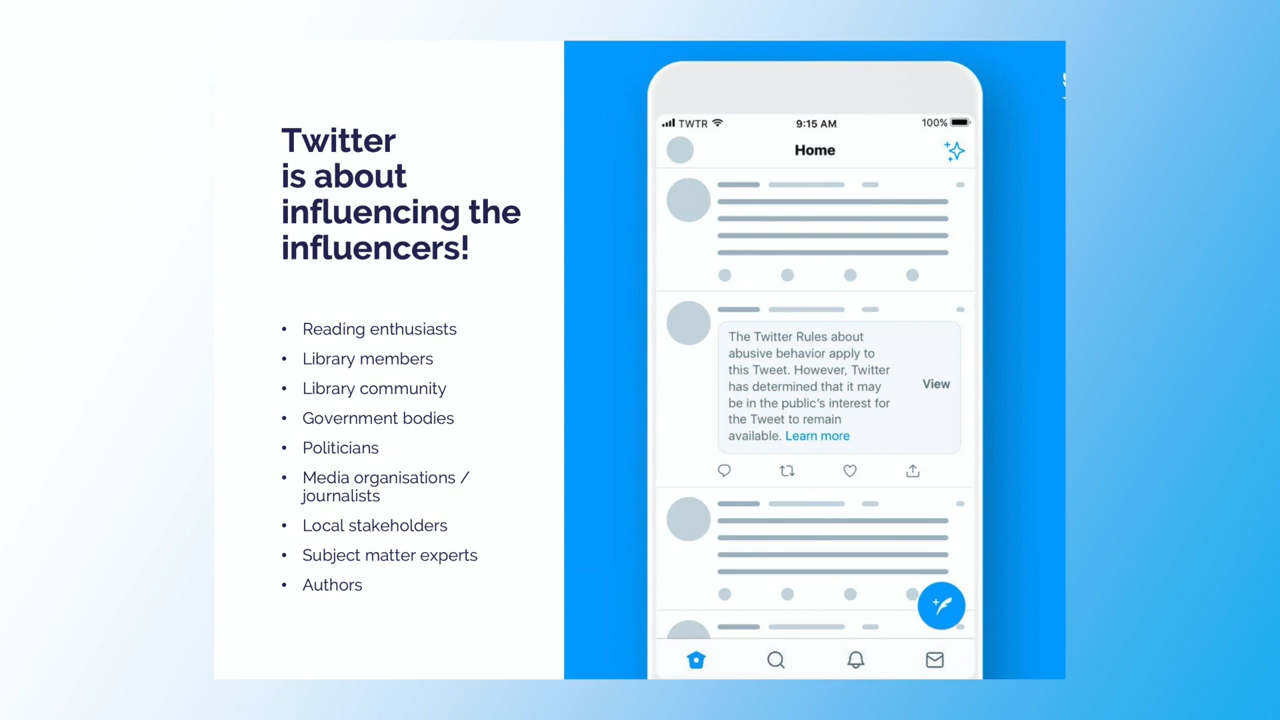 Twitter
is about
influencing the
influencers!
• Reading enthusiasts
• Library members
• Library community
• Government bodies
• Politicians
• Media organisations /
journalists
• Local stakeholders
• Subject matter experts
• Authors
TWTR 9:15 AM 100%
Home
The Twitter Rules about
abusive behavior apply to
this Tweet. However, Twitter
has determined that it may
be in the public's interest for
the Tweet to remain
available. Learn more
View